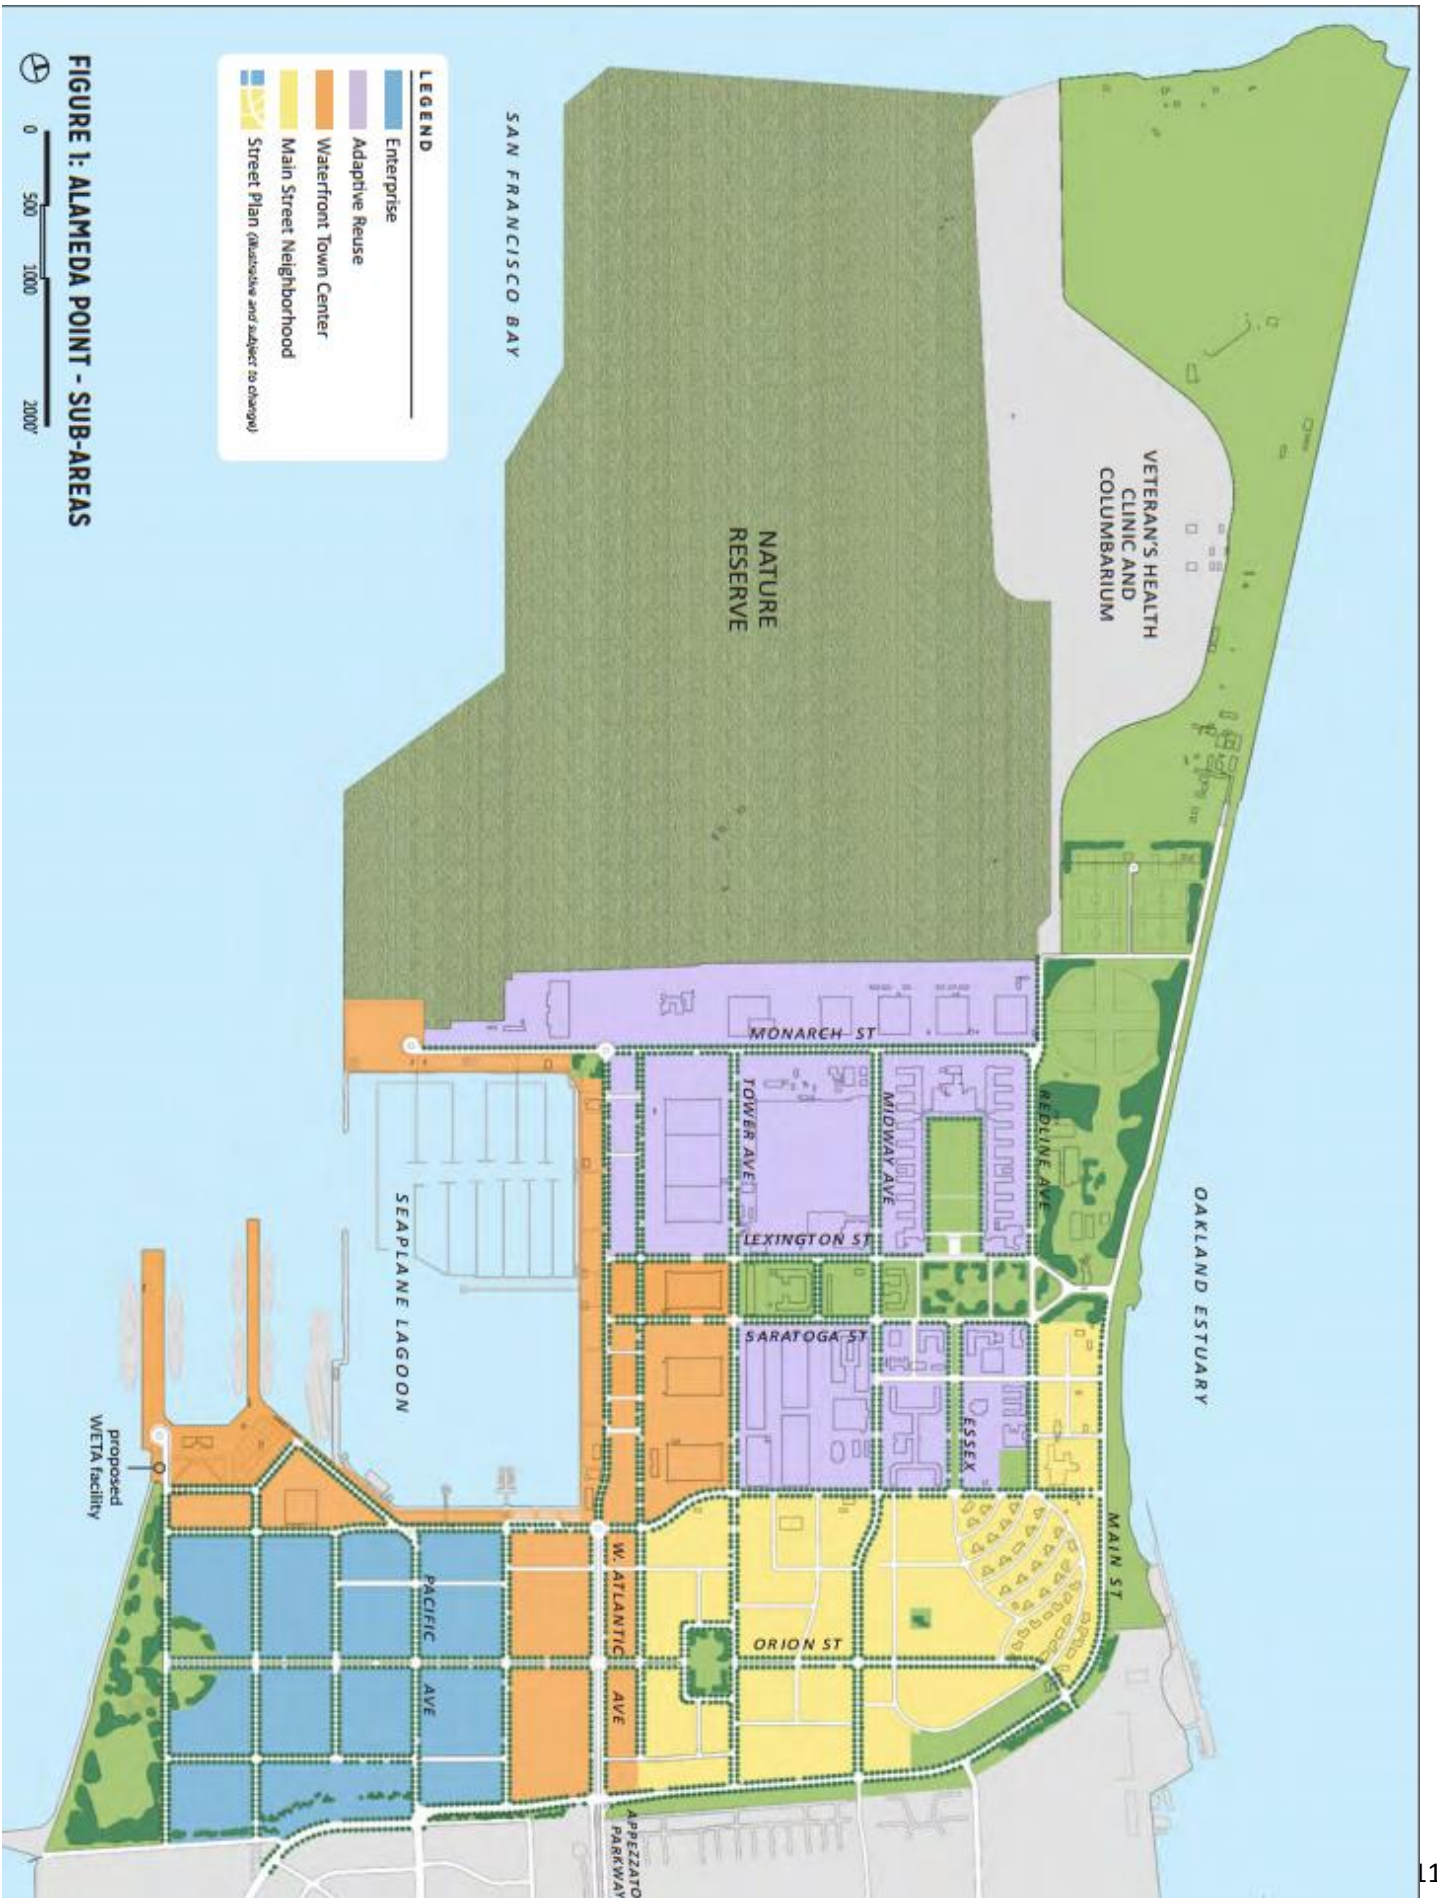 FIGURE 1: ALAMEDA POINT - SUB-AREAS
0 500 1000 2000'
LEGEND
Enterprise
Adaptive Reuse
Waterfront Town Center
Main Street Neighborhood
Street Plan (illustrative and subject to change)
SAN FRANCISCO BAY
NATURE
RESERVE
VETERAN'S HEALTH
CLINIC AND
COLUMBARIUM
OAKLAND ESTUARY
MONARCH ST
TOWER AVE
MIDWAY AVE
REDLINE AVE
LEXINGTON ST
SARATOGA ST
ESSEX
MAIN ST
SEAPLANE LAGOON
proposed
WETA facility
W. ATLANTIC AVE
PACIFIC AVE
ORION ST
APPEZZATO
PARKWAY
11